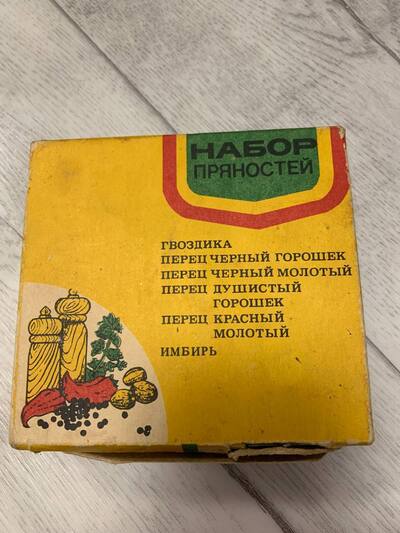 НАБОР
ПРЯНОСТЕЙ
ГВОЗДИКА
ПЕРЕЦ ЧЕРНЫЙ ГОРОШЕК
ПЕРЕЦ ЧЕРНЫЙ МОЛОТЫЙ
ПЕРЕЦ ДУШИСТЫЙ
ГОРОШЕК
ПЕРЕЦ КРАСНЫЙ
МОЛОТЫЙ
ИМБИРЬ